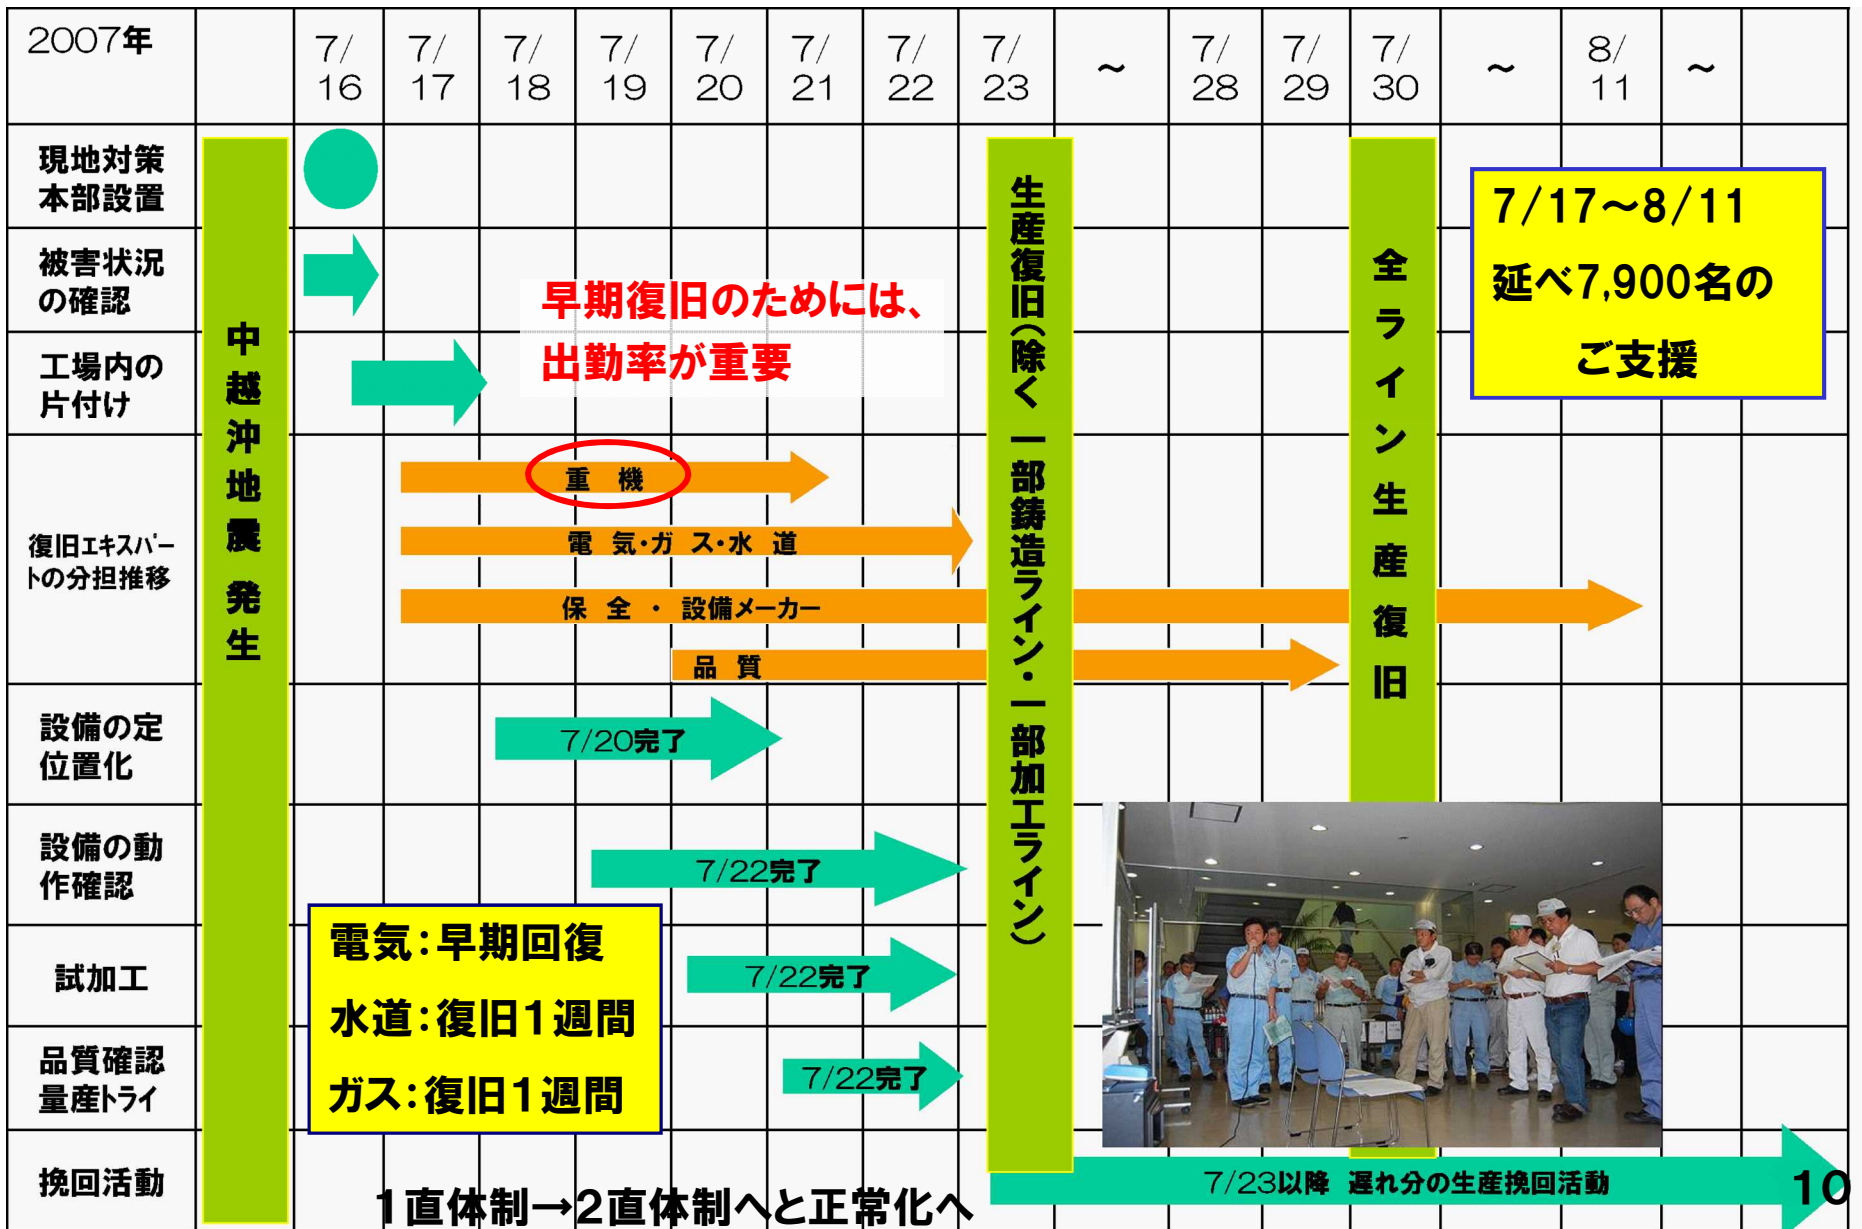 2007年
7/16
7/17
7/18
7/19
7/20
7/21
7/22
7/23
～
7/28
7/29
7/30
～
8/11
～
現地対策
本部設置
被害状況
の確認
工場内の
片付け
復旧エキスパー
トの分担推移
設備の定
位置化
設備の動
作確認
試加工
品質確認
量産トライ
挽回活動
中越沖地震発生
早期復旧のためには、
出勤率が重要
重機
電気・ガス・水道
保全・設備メーカー
品質
7/20完了
7/22完了
7/22完了
7/22完了
電気：早期回復
水道：復旧１週間
ガス：復旧１週間
生産復旧（除く一部鋳造ライン・一部加工ライン）
全ライン生産復旧
7/17～8/11
延べ7,900名の
ご支援
7/23以降 遅れ分の生産挽回活動
１直体制→２直体制へと正常化へ
10